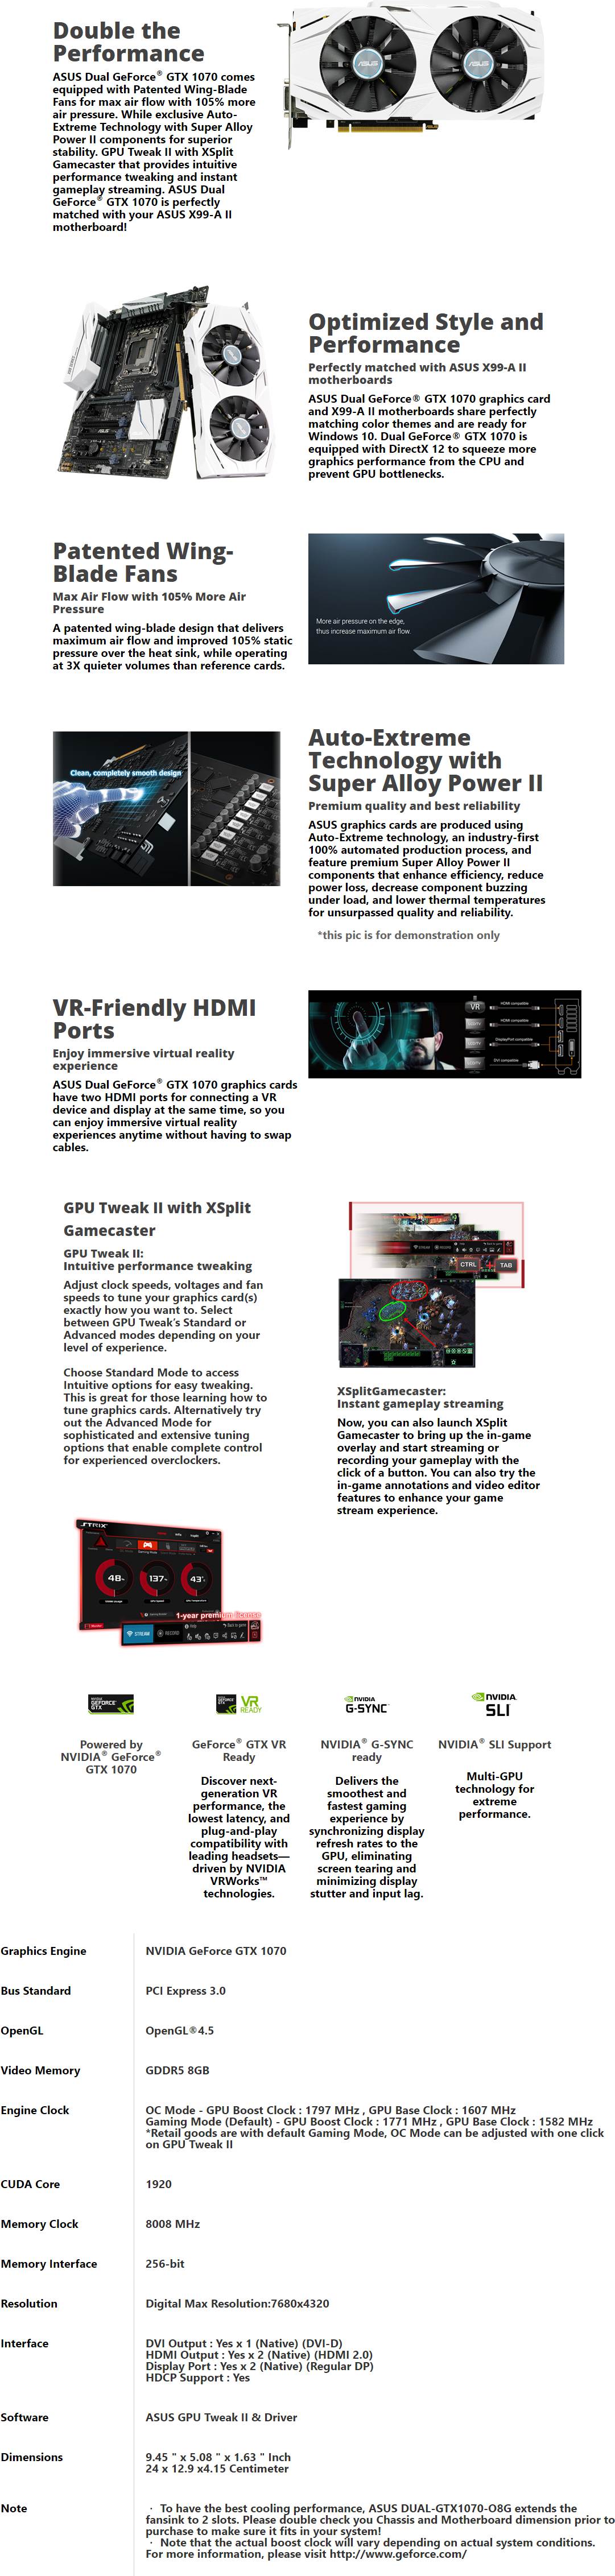 Double the
Performance
ASUS Dual GeForce® GTX 1070 comes
equipped with Patented Wing-Blade
Fans for max air flow with 105% more
air pressure. While exclusive Auto-
Extreme Technology with Super Alloy
Power II components for superior
stability. GPU Tweak II with XSplit
Gamecaster that provides intuitive
performance tweaking and instant
gameplay streaming. ASUS Dual
GeForce® GTX 1070 is perfectly
matched with your ASUS X99-A II
motherboard!
Optimized Style and
Performance
Perfectly matched with ASUS X99-A II
motherboards
ASUS Dual GeForce® GTX 1070 graphics card
and X99-A II motherboards share perfectly
matching color themes and are ready for
Windows 10. Dual GeForce® GTX 1070 is
equipped with DirectX 12 to squeeze more
graphics performance from the CPU and
prevent GPU bottlenecks.
Patented Wing-
Blade Fans
Max Air Flow with 105% More Air
Pressure
A patented wing-blade design that delivers
maximum air flow and improved 105% static
pressure over the heat sink, while operating
at 3X quieter volumes than reference cards.
More air pressure on the edge,
thus increase maximum air flow.
Clean, completely smooth design
Auto-Extreme
Technology with
Super Alloy Power II
Premium quality and best reliability
ASUS graphics cards are produced using
Auto-Extreme technology, an industry-first
100% automated production process, and
feature premium Super Alloy Power II
components that enhance efficiency, reduce
power loss, decrease component buzzing
under load, and lower thermal temperatures
for unsurpassed quality and reliability.
*this pic is for demonstration only
VR-Friendly HDMI
Ports
Enjoy immersive virtual reality
experience
ASUS Dual GeForce® GTX 1070 graphics cards
have two HDMI ports for connecting a VR
device and display at the same time, so you
can enjoy immersive virtual reality
experiences anytime without having to swap
cables.
VR
HDMI compatible
HDMI compatible
DisplayPort compatible
DVI compatible
GPU Tweak II with XSplit
Gamecaster
GPU Tweak II:
Intuitive performance tweaking
Adjust clock speeds, voltages and fan
speeds to tune your graphics card(s)
exactly how you want to. Select
between GPU Tweak's Standard or
Advanced modes depending on your
level of experience.
Choose Standard Mode to access
Intuitive options for easy tweaking.
This is great for those learning how to
tune graphics cards. Alternatively try
out the Advanced Mode for
sophisticated and extensive tuning
options that enable complete control
for experienced overclockers.
CTRL
TAB
XSplitGamecaster:
Instant gameplay streaming
Now, you can also launch XSplit
Gamecaster to bring up the in-game
overlay and start streaming or
recording your gameplay with the
click of a button. You can also try the
in-game annotations and video editor
features to enhance your game
stream experience.
STRIX
48
137
43
1-year premium license
STREAM
RECORD
NVIDIA
GEFORCE
GTX
Powered by
NVIDIA® GeForce®
GTX 1070
GEFORCE
GTX
VR
READY
GeForce® GTX VR
Ready
Discover next-
generation VR
performance, the
lowest latency, and
plug-and-play
compatibility with
leading headsets—
driven by NVIDIA
VRWorks™
technologies.
NVIDIA
G-SYNC
NVIDIA® G-SYNC
ready
Delivers the
smoothest and
fastest gaming
experience by
synchronizing display
refresh rates to the
GPU, eliminating
screen tearing and
minimizing display
stutter and input lag.
NVIDIA
SLI
NVIDIA® SLI Support
Multi-GPU
technology for
extreme
performance.
Graphics Engine NVIDIA GeForce GTX 1070
Bus Standard PCI Express 3.0
OpenGL OpenGL®4.5
Video Memory GDDR5 8GB
Engine Clock OC Mode - GPU Boost Clock : 1797 MHz , GPU Base Clock : 1607 MHz
Gaming Mode (Default) - GPU Boost Clock : 1771 MHz , GPU Base Clock : 1582 MHz
*Retail goods are with default Gaming Mode, OC Mode can be adjusted with one click
on GPU Tweak II
CUDA Core 1920
Memory Clock 8008 MHz
Memory Interface 256-bit
Resolution Digital Max Resolution:7680x4320
Interface DVI Output : Yes x 1 (Native) (DVI-D)
HDMI Output : Yes x 2 (Native) (HDMI 2.0)
Display Port : Yes x 2 (Native) (Regular DP)
HDCP Support : Yes
Software ASUS GPU Tweak II & Driver
Dimensions 9.45 " x 5.08 " x 1.63 " Inch
24 x 12.9 x4.15 Centimeter
Note · To have the best cooling performance, ASUS DUAL-GTX1070-O8G extends the
fansink to 2 slots. Please double check you Chassis and Motherboard dimension prior to
purchase to make sure it fits in your system!
· Note that the actual boost clock will vary depending on actual system conditions.
For more information, please visit http://www.geforce.com/